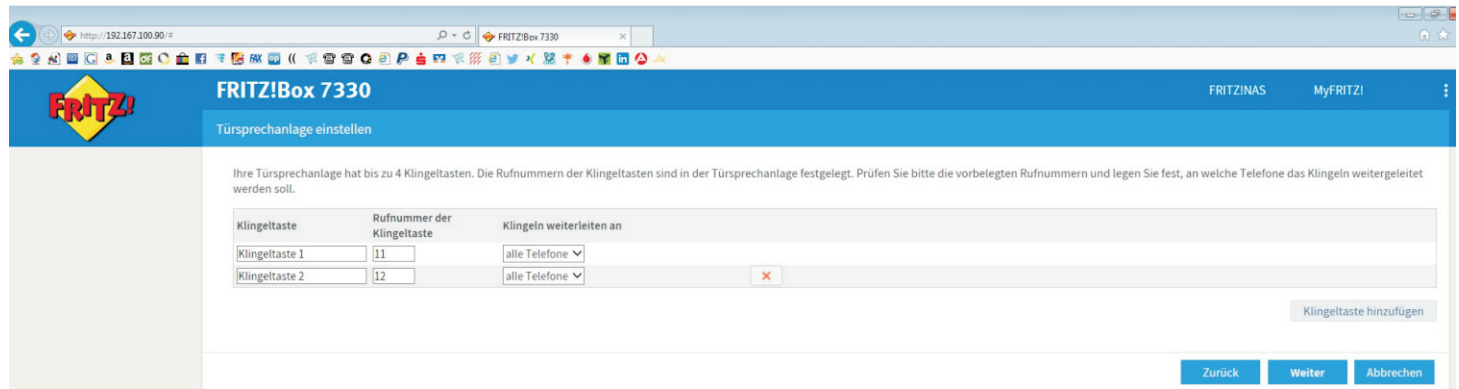 http://192.167.100.90/#
FRITZ!Box 7330
FRITZ!
FRITZ!Box 7330
FRITZ!NAS
MyFRITZ!
Türsprechanlage einstellen
Ihre Türsprechanlage hat bis zu 4 Klingeltasten. Die Rufnummern der Klingeltasten sind in der Türsprechanlage festgelegt. Prüfen Sie bitte die vorbelegten Rufnummern und legen Sie fest, an welche Telefone das Klingeln weitergeleitet
werden soll.
Klingeltaste
Rufnummer der
Klingeltaste
Klingeln weiterleiten an
Klingeltaste 1
11
alle Telefone
Klingeltaste 2
12
alle Telefone
Klingeltaste hinzufügen
Zurück
Weiter
Abbrechen